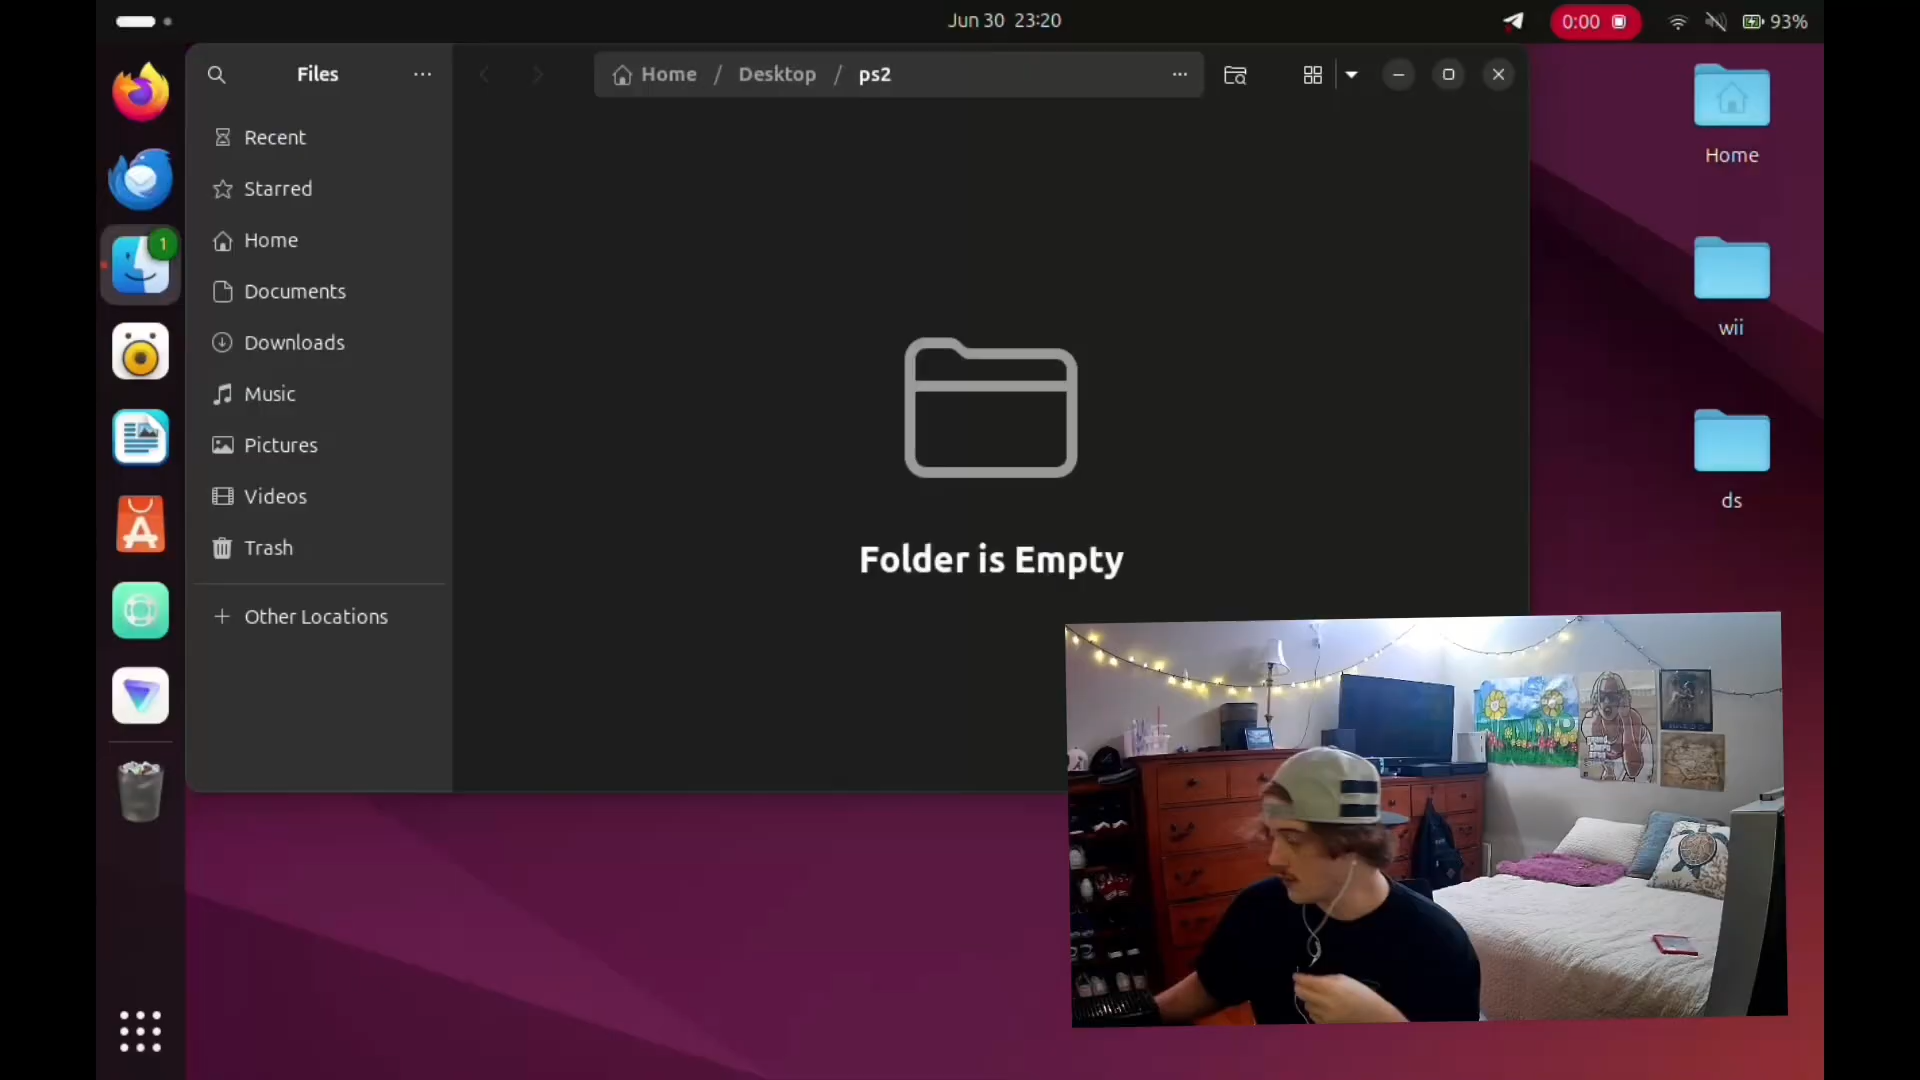 Jun 30 23:20
0:00
93%
Files
Home / Desktop / ps2
Recent
Starred
Home
Documents
Downloads
Music
Pictures
Videos
Trash
+ Other Locations
Folder is Empty
1
A
Home
wii
ds